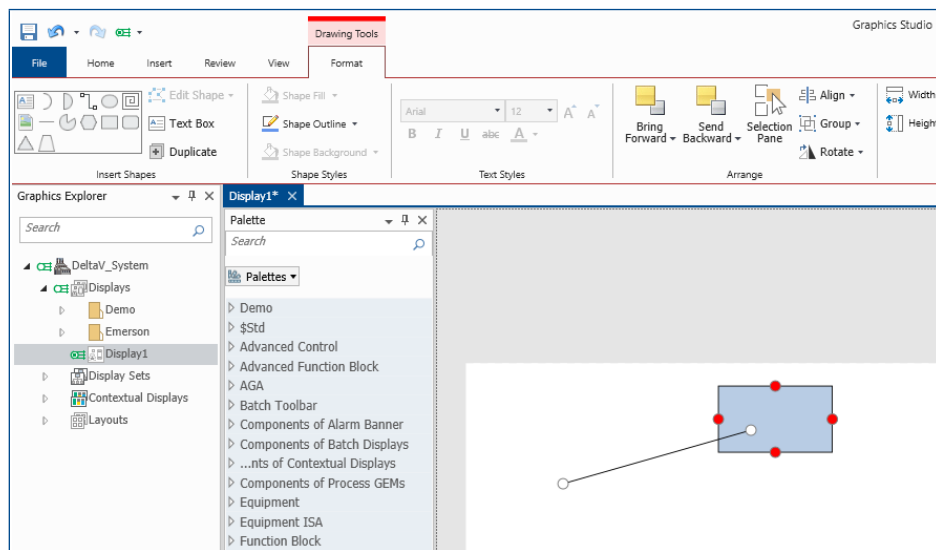 Drawing Tools
Graphics Studio
File Home Insert Review View Format
Edit Shape
Text Box
Duplicate
Insert Shapes
Shape Fill
Shape Outline
Shape Background
Shape Styles
Arial 12 A A
B I U abc A
Text Styles
Bring Forward
Send Backward
Selection Pane
Align
Group
Rotate
Arrange
Width
Height
Graphics Explorer
Search
DeltaV_System
Displays
Demo
Emerson
Display1
Display Sets
Contextual Displays
Layouts
Display1*
Palette
Search
Palettes
Demo
$Std
Advanced Control
Advanced Function Block
AGA
Batch Toolbar
Components of Alarm Banner
Components of Batch Displays
...nts of Contextual Displays
Components of Process GEMs
Equipment
Equipment ISA
Function Block